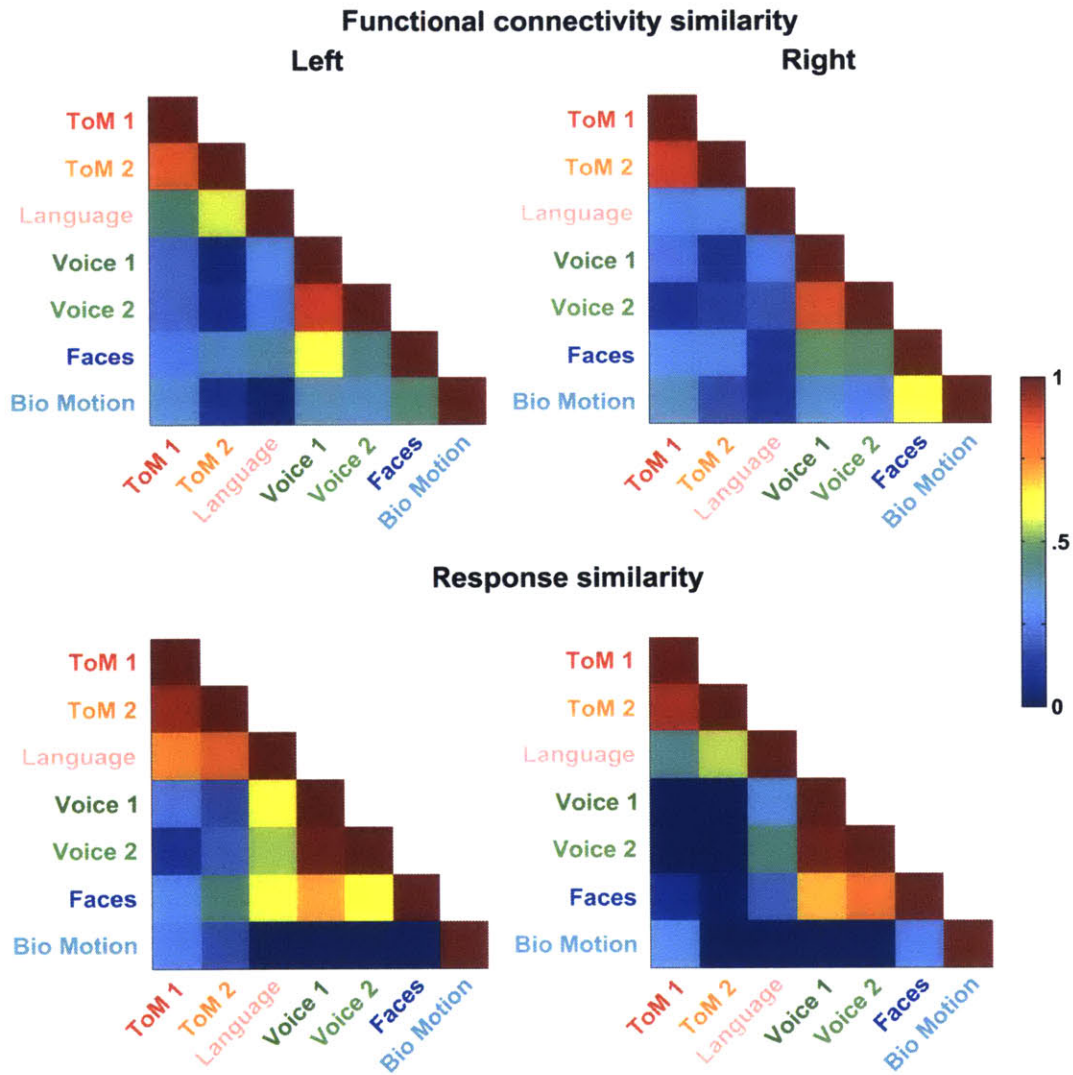 Functional connectivity similarity
Left
Right
ToM 1
ToM 2
Language
Voice 1
Voice 2
Faces
Bio Motion
ToM 1
ToM 2
Language
Voice 1
Voice 2
Faces
Bio Motion
ToM 1
ToM 2
Language
Voice 1
Voice 2
Faces
Bio Motion
ToM 1
ToM 2
Language
Voice 1
Voice 2
Faces
Bio Motion
1
.5
0
Response similarity
ToM 1
ToM 2
Language
Voice 1
Voice 2
Faces
Bio Motion
ToM 1
ToM 2
Language
Voice 1
Voice 2
Faces
Bio Motion
ToM 1
ToM 2
Language
Voice 1
Voice 2
Faces
Bio Motion
ToM 1
ToM 2
Language
Voice 1
Voice 2
Faces
Bio Motion